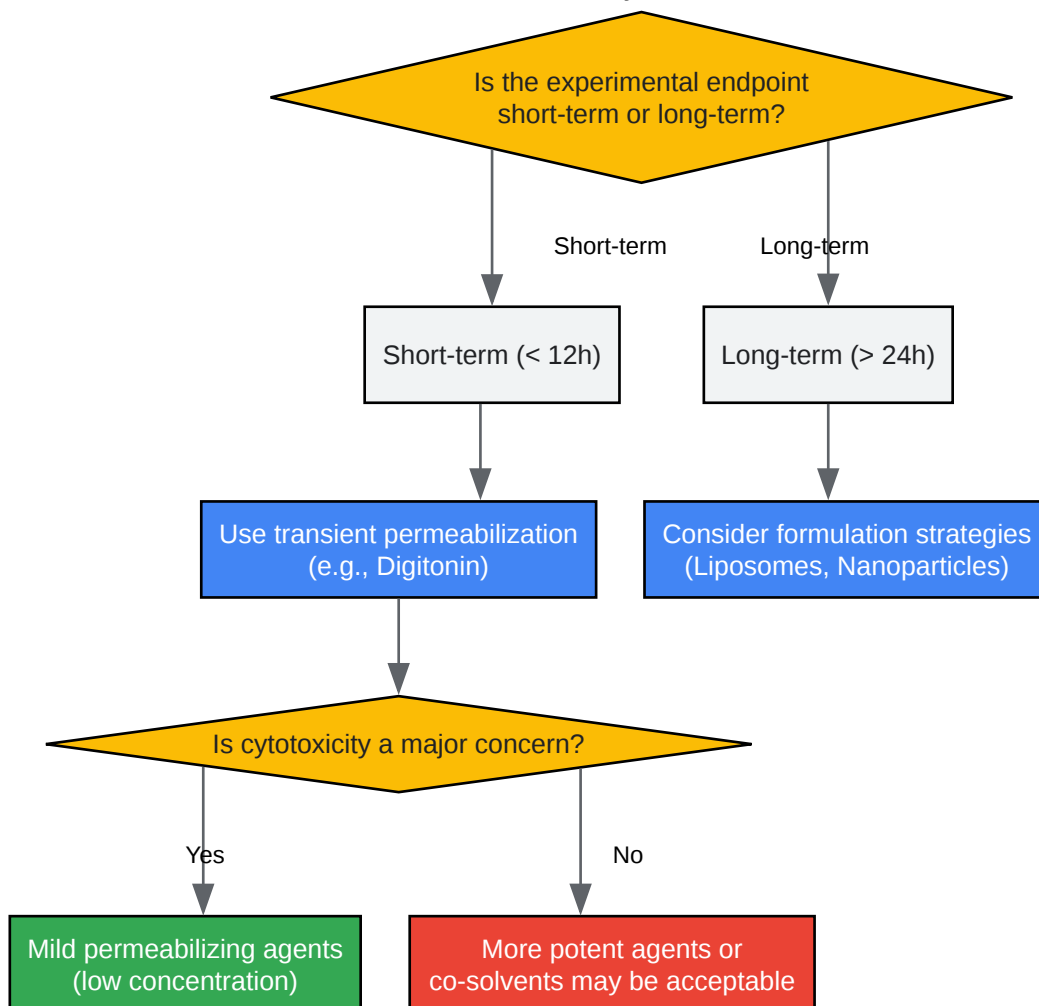 Is the experimental endpoint
short-term or long-term?
Short-term
Long-term
Short-term (< 12h)
Long-term (> 24h)
Use transient permeabilization
(e.g., Digitonin)
Consider formulation strategies
(Liposomes, Nanoparticles)
Is cytotoxicity a major concern?
Yes
No
Mild permeabilizing agents
(low concentration)
More potent agents or
co-solvents may be acceptable